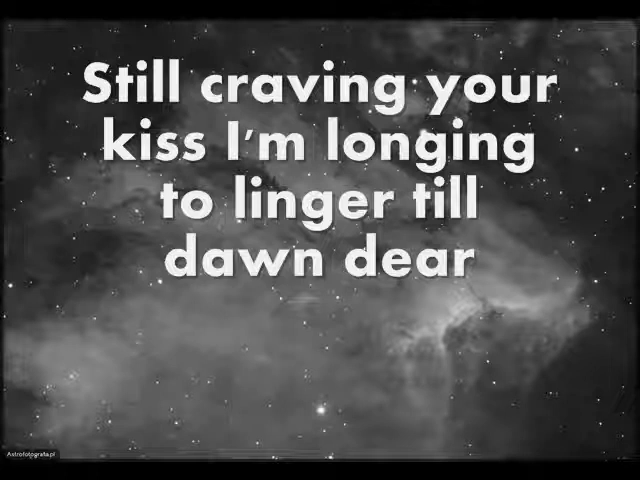 Still craving your
kiss I'm longing
to linger till
dawn dear
Astrofotografia.pl